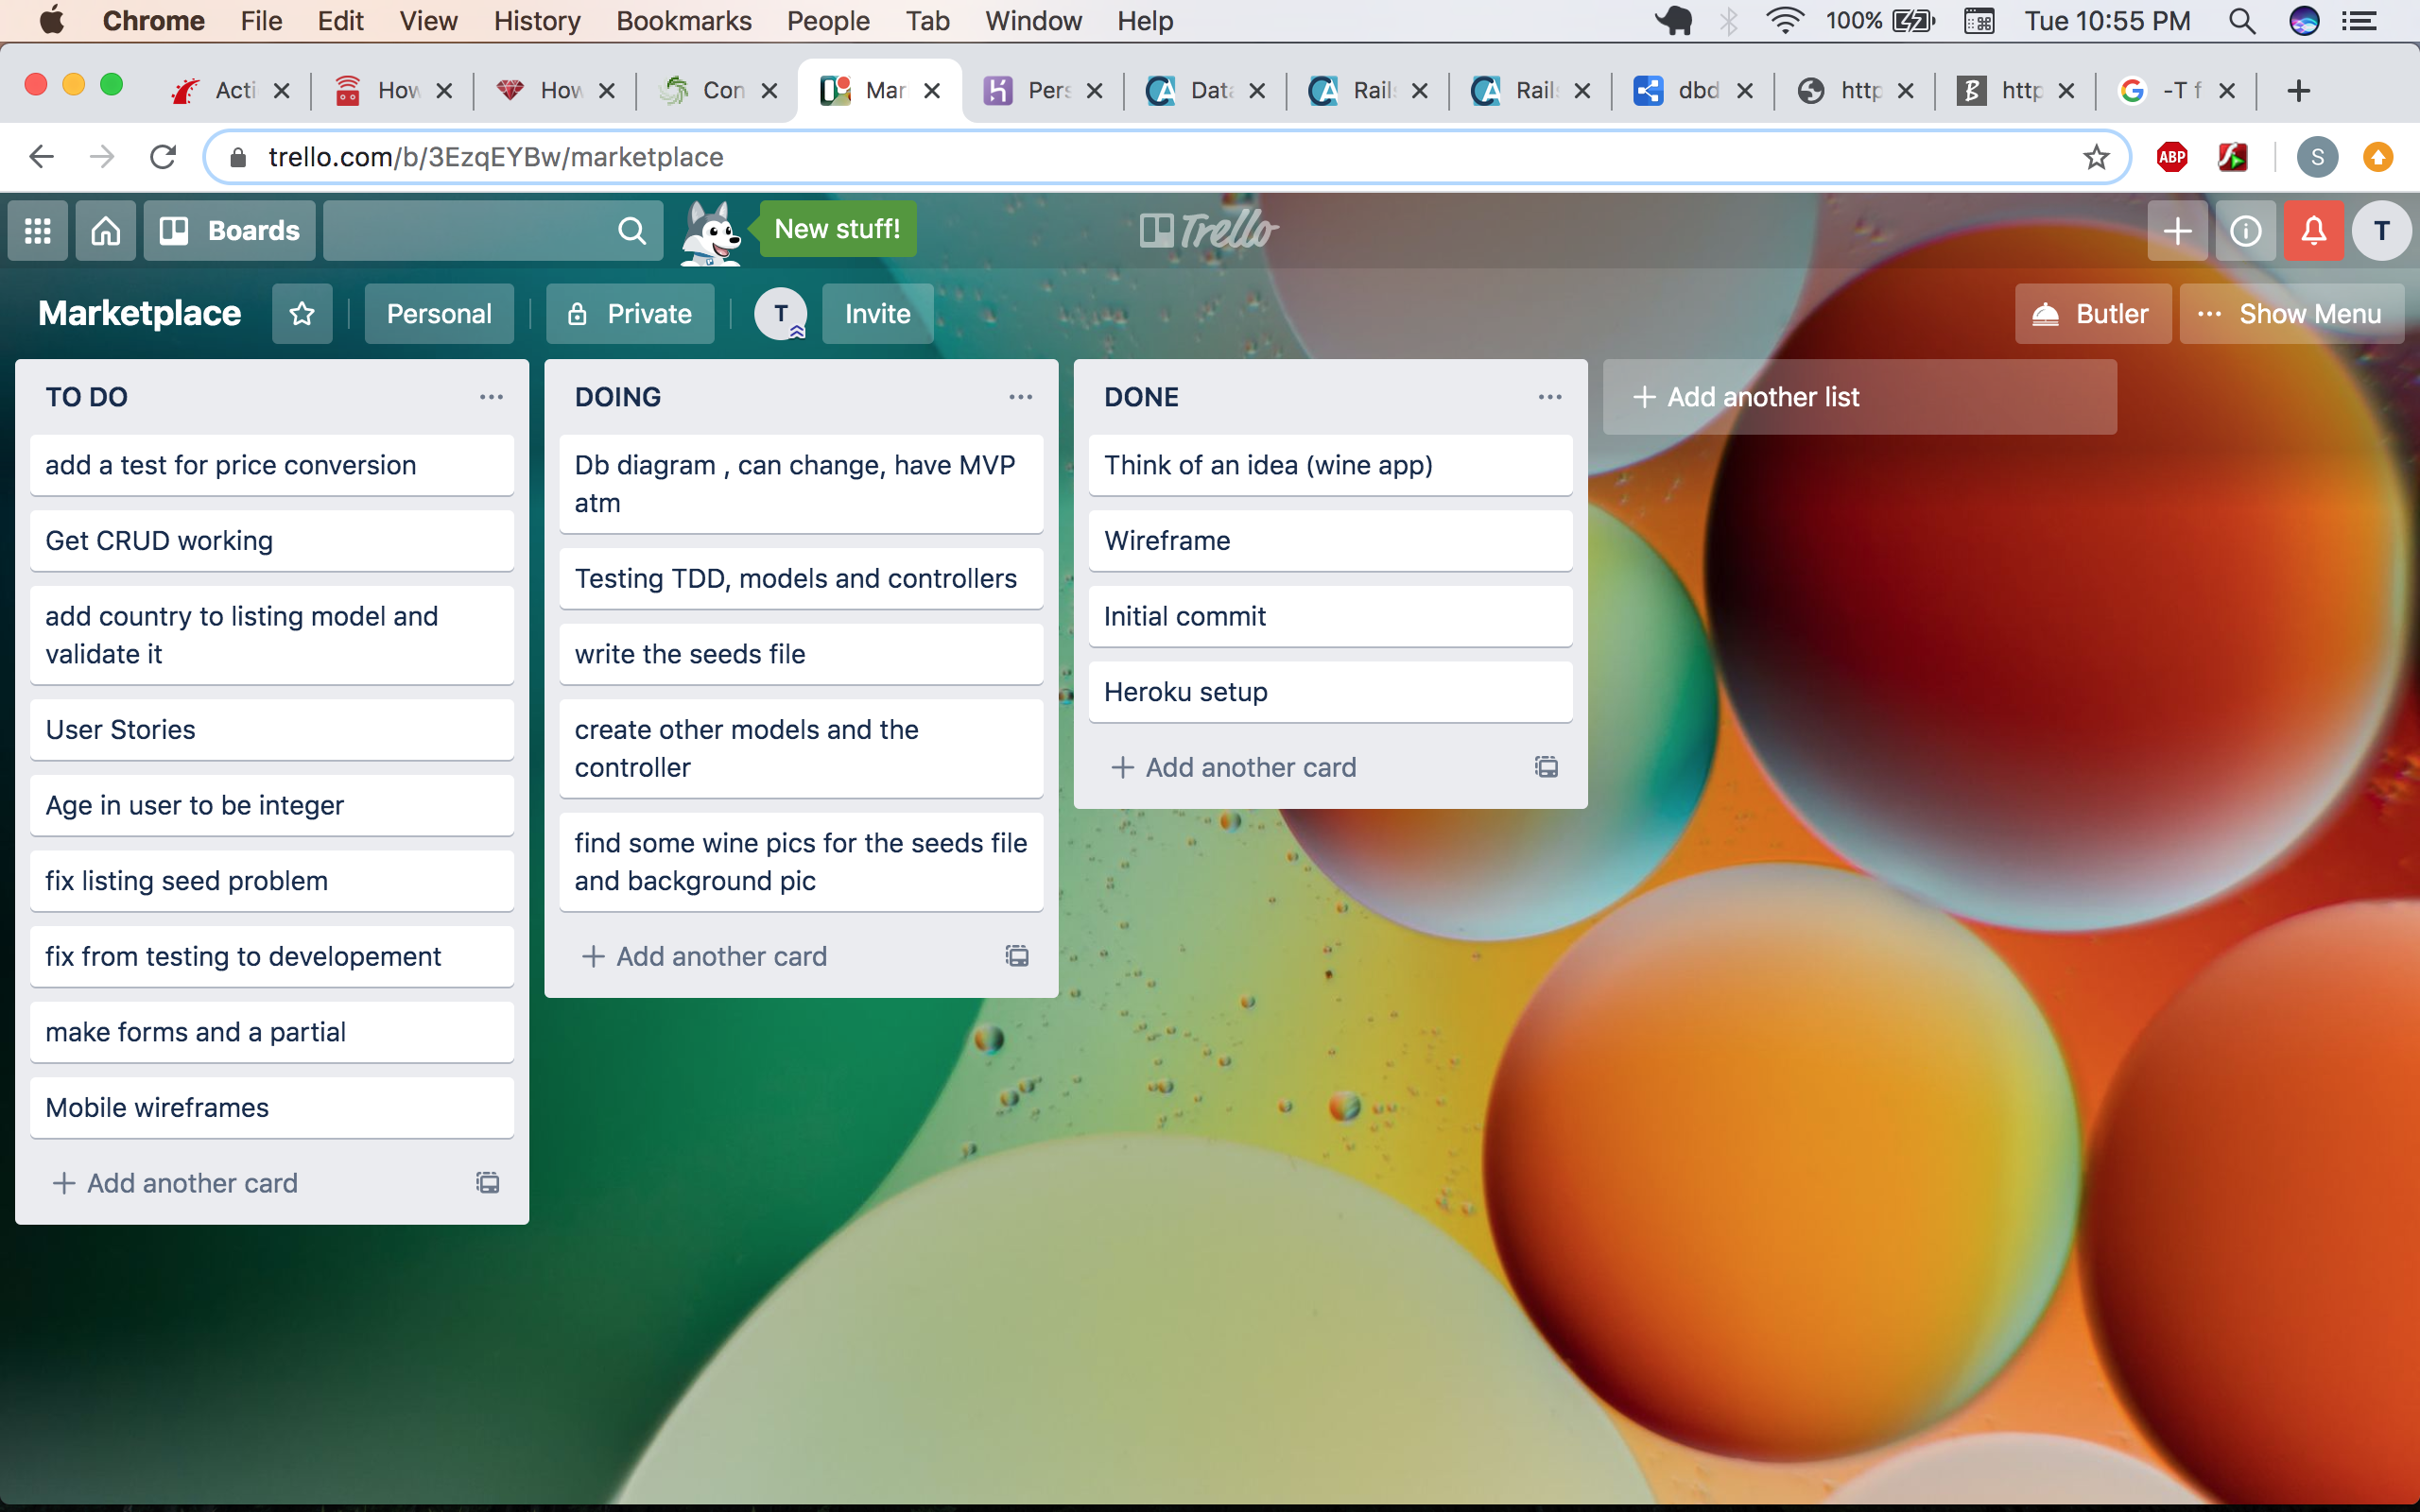 Chrome File Edit View History Bookmarks People Tab Window Help 100% Tue 10:55 PM
Acti How How Con Mar Pers Data Rails Rails dbd http B http -T f
trello.com/b/3EzqEYBw/marketplace ABP S
Boards New stuff! Trello T
Marketplace Personal Private T Invite Butler Show Menu
TO DO
add a test for price conversion
Get CRUD working
add country to listing model and
validate it
User Stories
Age in user to be integer
fix listing seed problem
fix from testing to developement
make forms and a partial
Mobile wireframes
+ Add another card
DOING
Db diagram , can change, have MVP
atm
Testing TDD, models and controllers
write the seeds file
create other models and the
controller
find some wine pics for the seeds file
and background pic
+ Add another card
DONE
Think of an idea (wine app)
Wireframe
Initial commit
Heroku setup
+ Add another card
+ Add another list